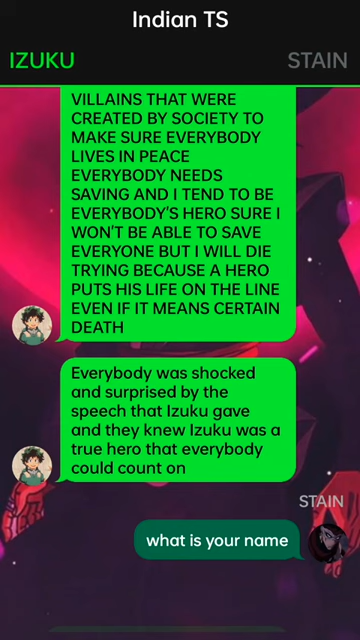 Indian TS
IZUKU
STAIN
VILLAINS THAT WERE
CREATED BY SOCIETY TO
MAKE SURE EVERYBODY
LIVES IN PEACE
EVERYBODY NEEDS
SAVING AND I TEND TO BE
EVERYBODY'S HERO SURE I
WON'T BE ABLE TO SAVE
EVERYONE BUT I WILL DIE
TRYING BECAUSE A HERO
PUTS HIS LIFE ON THE LINE
EVEN IF IT MEANS CERTAIN
DEATH
Everybody was shocked
and surprised by the
speech that Izuku gave
and they knew Izuku was a
true hero that everybody
could count on
STAIN
what is your name